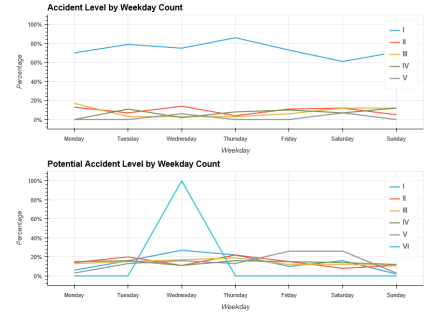 Accident Level by Weekday Count
100%
80%
60%
40%
20%
0%
Percentage
I
II
III
IV
V
Monday Tuesday Wednesday Thursday Friday Saturday Sunday
Weekday
Potential Accident Level by Weekday Count
100%
80%
60%
40%
20%
0%
Percentage
I
II
III
IV
V
VI
Monday Tuesday Wednesday Thursday Friday Saturday Sunday
Weekday